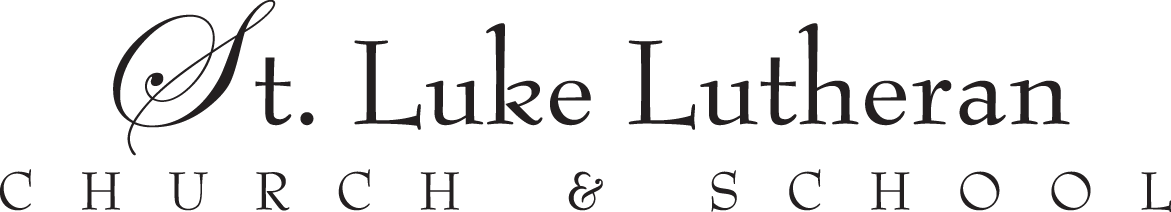 St. Luke Lutheran
CHURCH & SCHOOL